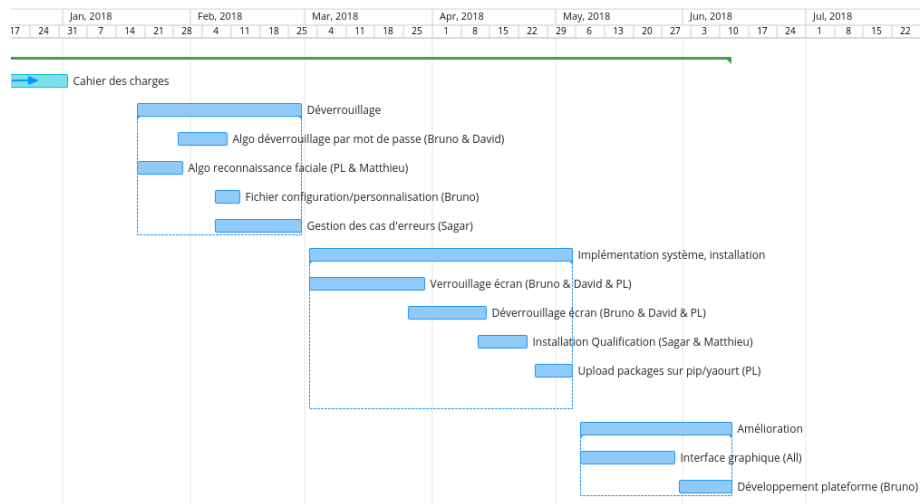 Jan, 2018 Feb, 2018 Mar, 2018 Apr, 2018 May, 2018 Jun, 2018 Jul, 2018
17 24 31 7 14 21 28 4 11 18 25 4 11 18 25 1 8 15 22 29 6 13 20 27 3 10 17 24 1 8 15 22
Cahier des charges
Déverrouillage
Algo déverrouillage par mot de passe (Bruno & David)
Algo reconnaissance faciale (PL & Matthieu)
Fichier configuration/personnalisation (Bruno)
Gestion des cas d'erreurs (Sagar)
Implémentation système, installation
Verrouillage écran (Bruno & David & PL)
Déverrouillage écran (Bruno & David & PL)
Installation Qualification (Sagar & Matthieu)
Upload packages sur pip/yaourt (PL)
Amélioration
Interface graphique (All)
Développement plateforme (Bruno)